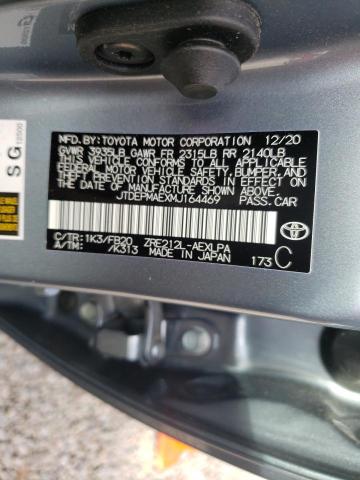 MFD.BY:TOYOTA MOTOR CORPORATION 12/20
GVWR 3935LB GAWR FR 2315LB RR 2140LB
THIS VEHICLE CONFORMS TO ALL APPLICABLE
FEDERAL MOTOR VEHICLE SAFETY, BUMPER, AND
THEFT PREVENTION STANDARDS IN EFFECT ON
THE DATE OF MANUFACTURE SHOWN ABOVE.
JTDEPMAEXMJ164469 PASS.CAR
C/TR:1K3/FB20 ZRE212L-AEXLPA
A/TM: /K313 MADE IN JAPAN 173 C
TOYOTA
SG